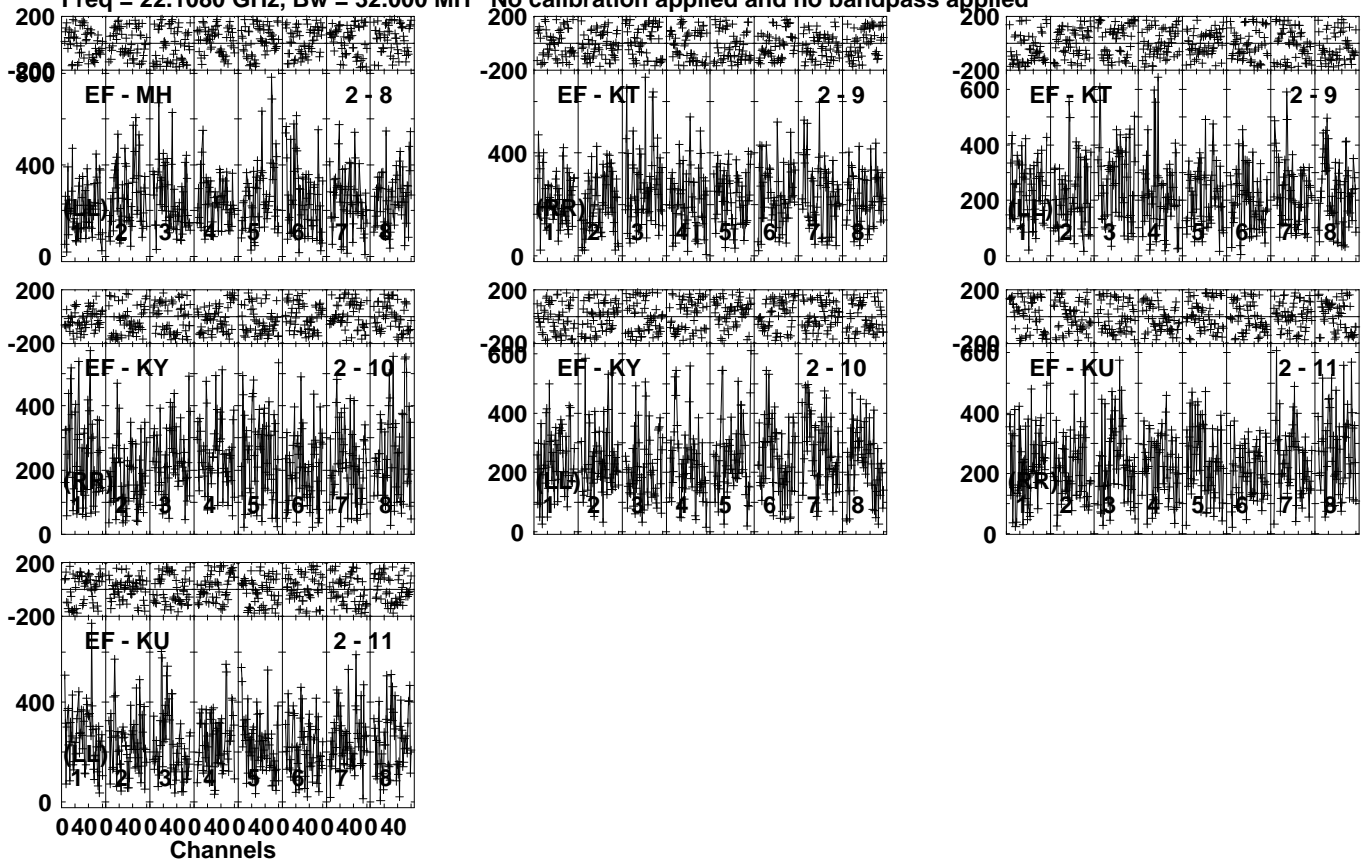 Freq = 22.1080 GHz, Bw = 32.000 MH No calibration applied and no bandpass applied
200 200 200
-200 -200 -200
800 600
EF - MH 2 - 8 EF - KT 2 - 9 EF - KT 2 - 9
400 400 400
200
(LL) (RR) (LL)
1 2 3 4 5 6 7 8 1 2 3 4 5 6 7 8 1 2 3 4 5 6 7 8
0 0 0
200 200 200
-200 -200 -200
600 600
EF - KY 2 - 10 EF - KY 2 - 10 EF - KU 2 - 11
400 400 400
200 200 200
(RR) (LL) (RR)
1 2 3 4 5 6 7 8 1 2 3 4 5 6 7 8 1 2 3 4 5 6 7 8
0 0 0
200
-200
EF - KU 2 - 11
400
(LL)
1 2 3 4 5 6 7 8
0
0 40 0 40 0 40 0 40 0 40 0 40 0 40 0 40
Channels